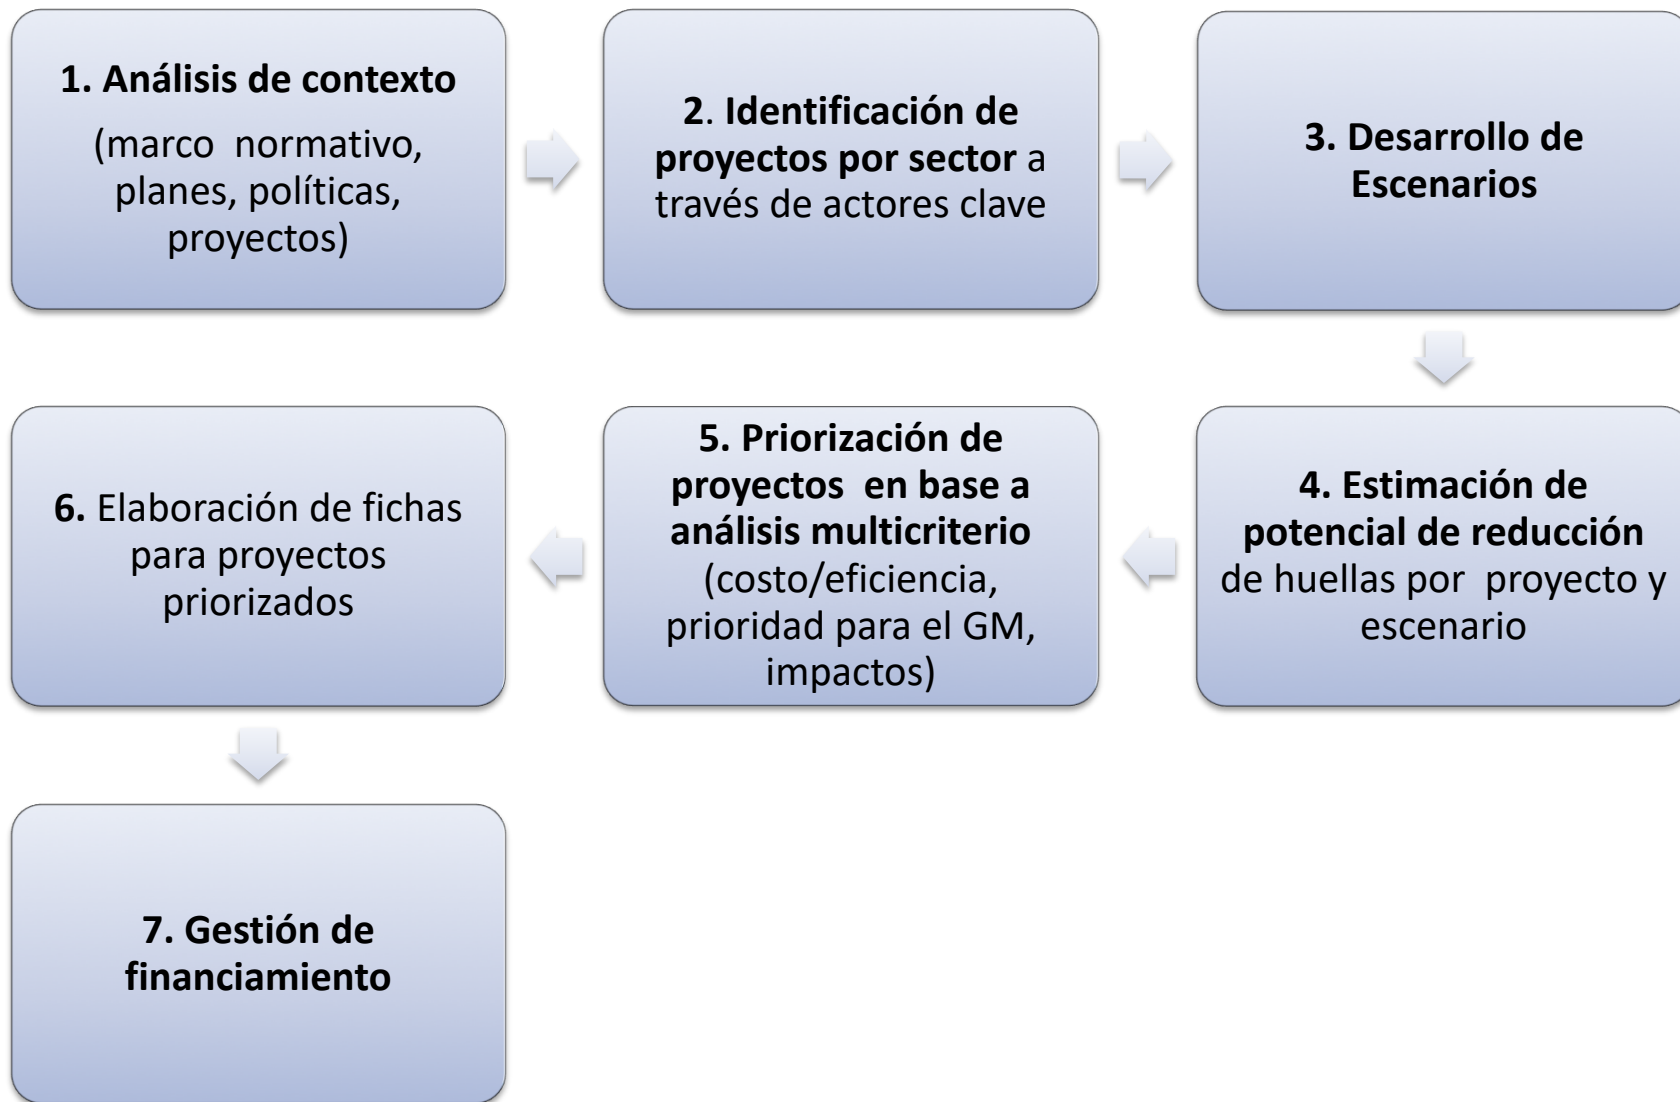 1. Análisis de contexto
(marco normativo,
planes, políticas,
proyectos)
2. Identificación de
proyectos por sector a
través de actores clave
3. Desarrollo de
Escenarios
4. Estimación de
potencial de reducción
de huellas por proyecto y
escenario
5. Priorización de
proyectos en base a
análisis multicriterio
(costo/eficiencia,
prioridad para el GM,
impactos)
6. Elaboración de fichas
para proyectos
priorizados
7. Gestión de
financiamiento